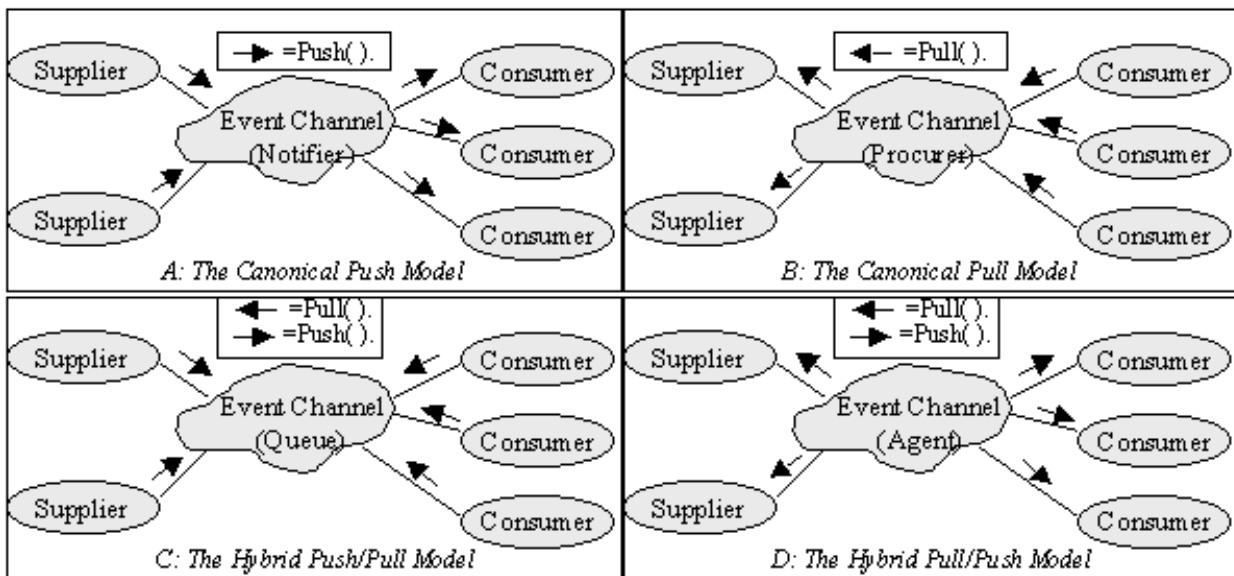 =Push( ).
Supplier
Consumer
Event Channel
(Notifier)
Consumer
Supplier
Consumer
A: The Canonical Push Model
=Pull( ).
Supplier
Consumer
Event Channel
(Procurer)
Consumer
Supplier
Consumer
B: The Canonical Pull Model
=Pull( ).
=Push( ).
Supplier
Consumer
Event Channel
(Queue)
Consumer
Supplier
Consumer
C: The Hybrid Push/Pull Model
=Pull( ).
=Push( ).
Supplier
Consumer
Event Channel
(Agent)
Consumer
Supplier
Consumer
D: The Hybrid Pull/Push Model